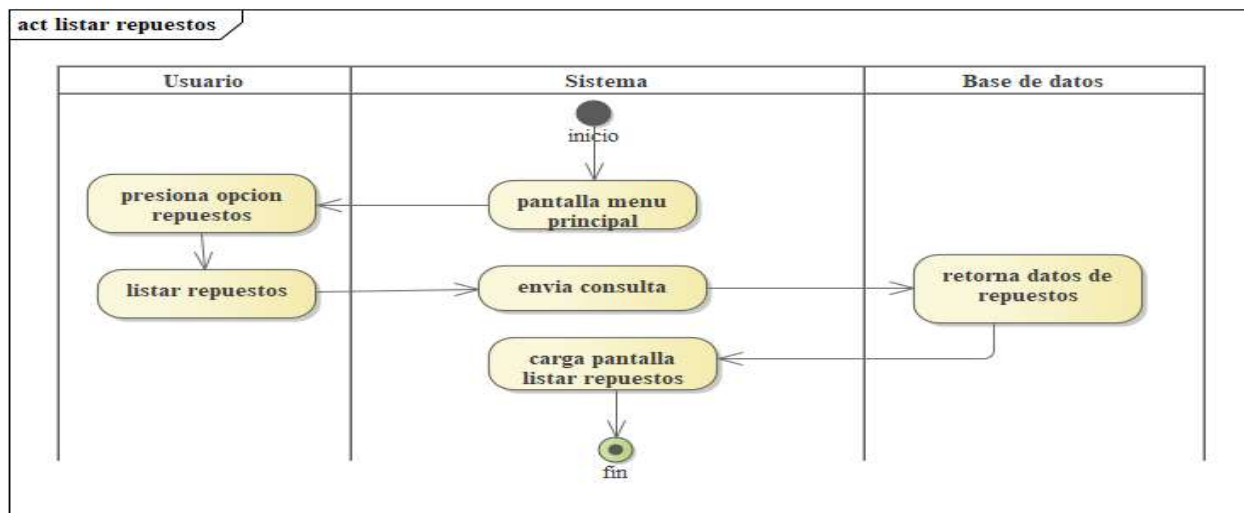 act listar repuestos
Usuario
Sistema
Base de datos
inicio
pantalla menu
principal
presiona opcion
repuestos
listar repuestos
envia consulta
retorna datos de
repuestos
carga pantalla
listar repuestos
fin